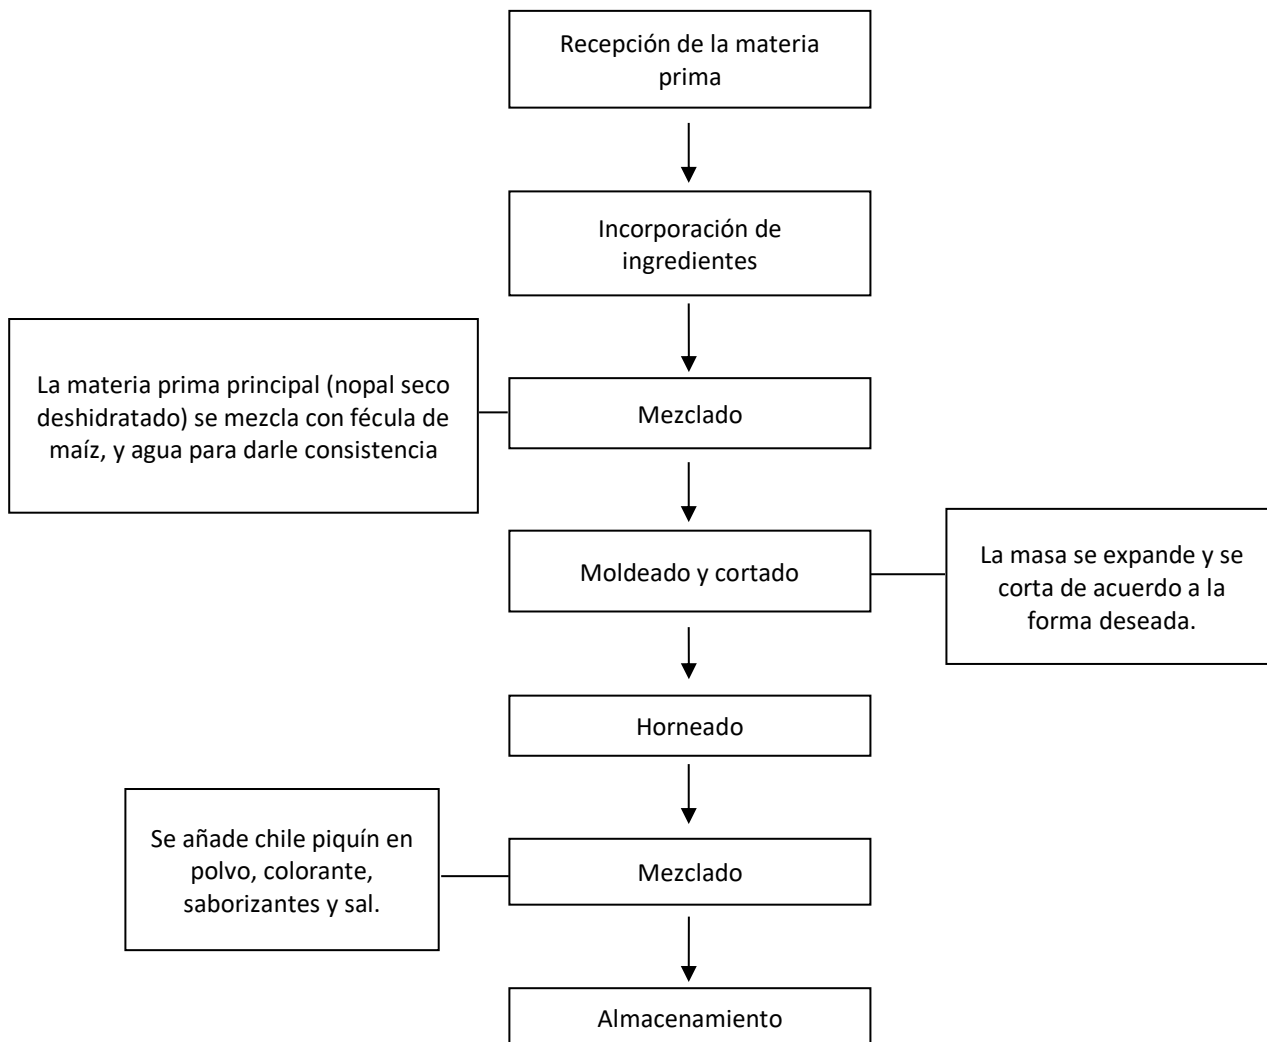 Recepción de la materia
prima
Incorporación de
ingredientes
La materia prima principal (nopal seco
deshidratado) se mezcla con fécula de
maíz, y agua para darle consistencia
Mezclado
Moldeado y cortado
La masa se expande y se
corta de acuerdo a la
forma deseada.
Horneado
Se añade chile piquín en
polvo, colorante,
saborizantes y sal.
Mezclado
Almacenamiento